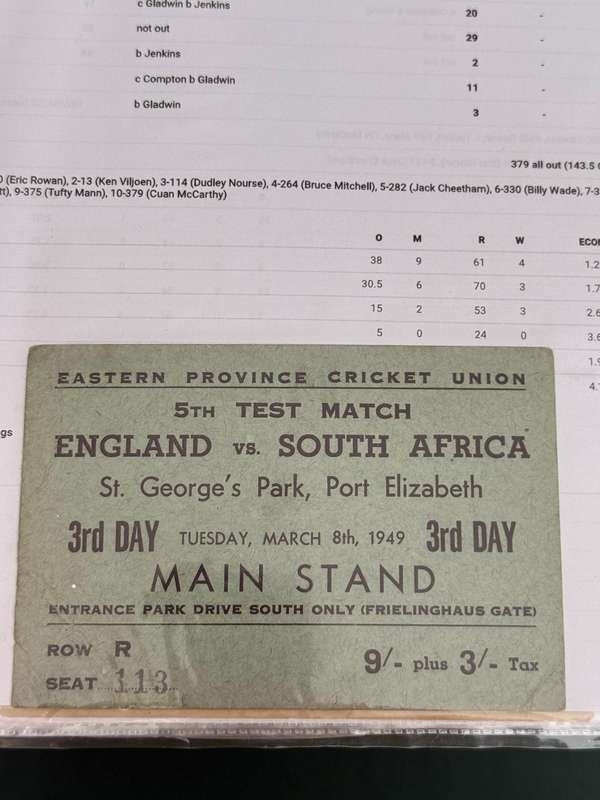 c Gladwin b Jenkins 20 -
not out 29 -
b Jenkins 2 -
c Compton b Gladwin 11 -
b Gladwin 3 -
379 all out (143.5
(Eric Rowan), 2-13 (Ken Viljoen), 3-114 (Dudley Nourse), 4-264 (Bruce Mitchell), 5-282 (Jack Cheetham), 6-330 (Billy Wade), 7-3
tt), 9-375 (Tufty Mann), 10-379 (Cuan McCarthy)
O M R W ECO
38 9 61 4 1.2
30.5 6 70 3 1.7
15 2 53 3 2.6
5 0 24 0 3.6
1.9
4.
gs
EASTERN PROVINCE CRICKET UNION
5TH TEST MATCH
ENGLAND vs. SOUTH AFRICA
St. George's Park, Port Elizabeth
3rd DAY TUESDAY, MARCH 8th, 1949 3rd DAY
MAIN STAND
ENTRANCE PARK DRIVE SOUTH ONLY (FRIELINGHAUS GATE)
ROW R
9/- plus 3/- Tax
SEAT 113